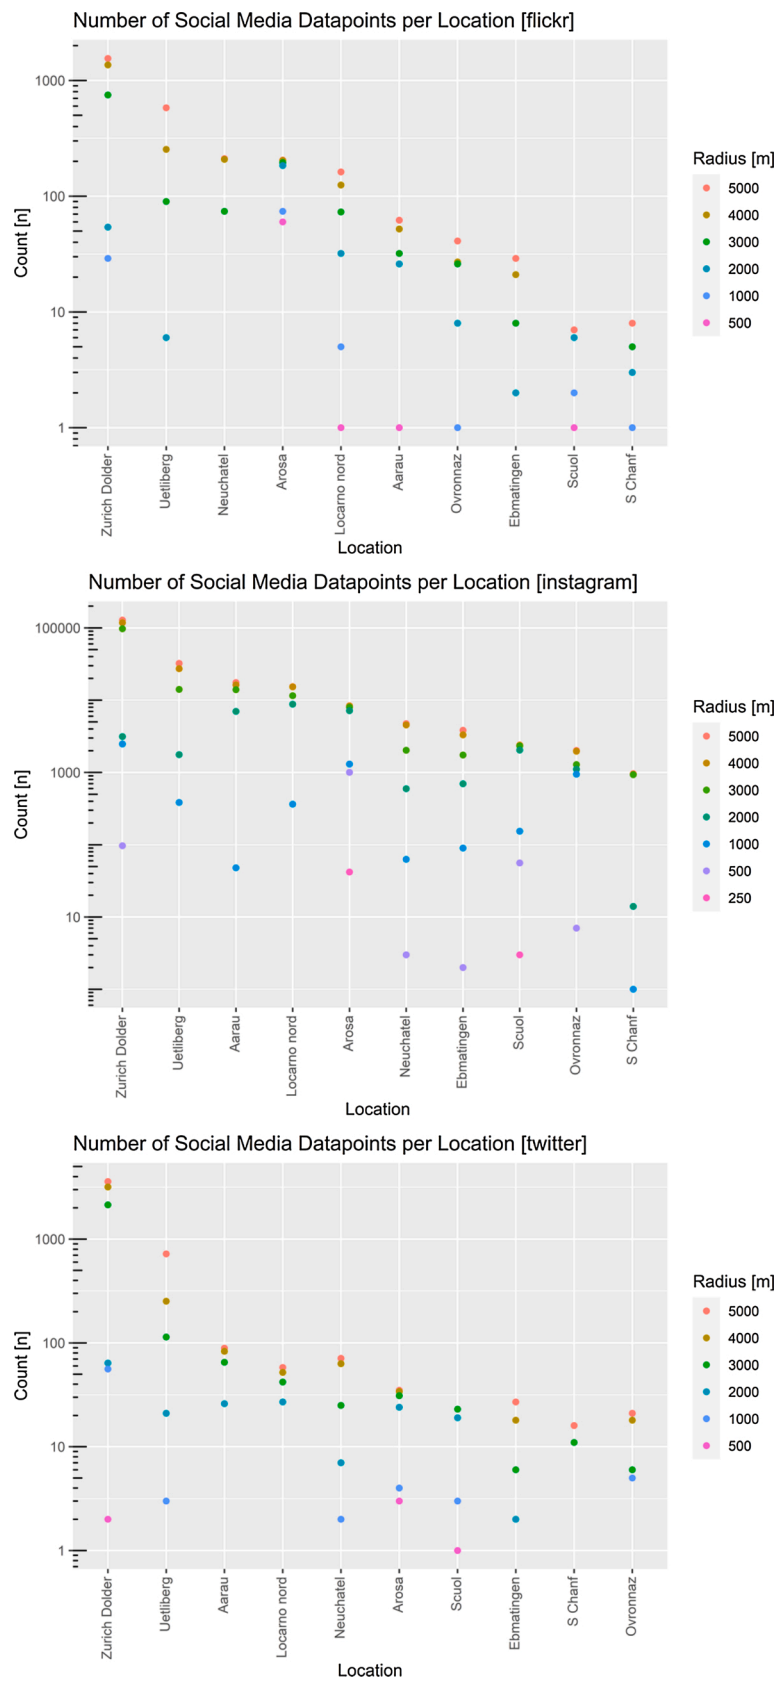 Number of Social Media Datapoints per Location [flickr]
Count [n]
1000
100
10
1
Zurich Dolder
Uetliberg
Neuchatel
Arosa
Locarno nord
Aarau
Ovronnaz
Ebmatingen
Scuol
S Chanf
Location
Radius [m]
5000
4000
3000
2000
1000
500
Number of Social Media Datapoints per Location [instagram]
Count [n]
100000
1000
10
Zurich Dolder
Uetliberg
Aarau
Locarno nord
Arosa
Neuchatel
Ebmatingen
Scuol
Ovronnaz
S Chanf
Location
Radius [m]
5000
4000
3000
2000
1000
500
250
Number of Social Media Datapoints per Location [twitter]
Count [n]
1000
100
10
1
Zurich Dolder
Uetliberg
Aarau
Locarno nord
Neuchatel
Arosa
Scuol
Ebmatingen
S Chanf
Ovronnaz
Location
Radius [m]
5000
4000
3000
2000
1000
500